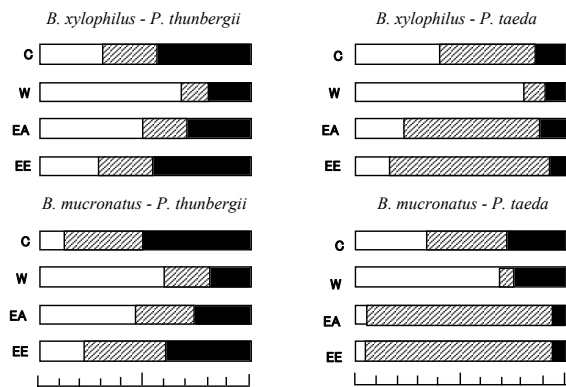 B. xylophilus - P. thunbergii
C
W
EA
EE
B. xylophilus - P. taeda
C
W
EA
EE
B. mucronatus - P. thunbergii
C
W
EA
EE
B. mucronatus - P. taeda
C
W
EA
EE